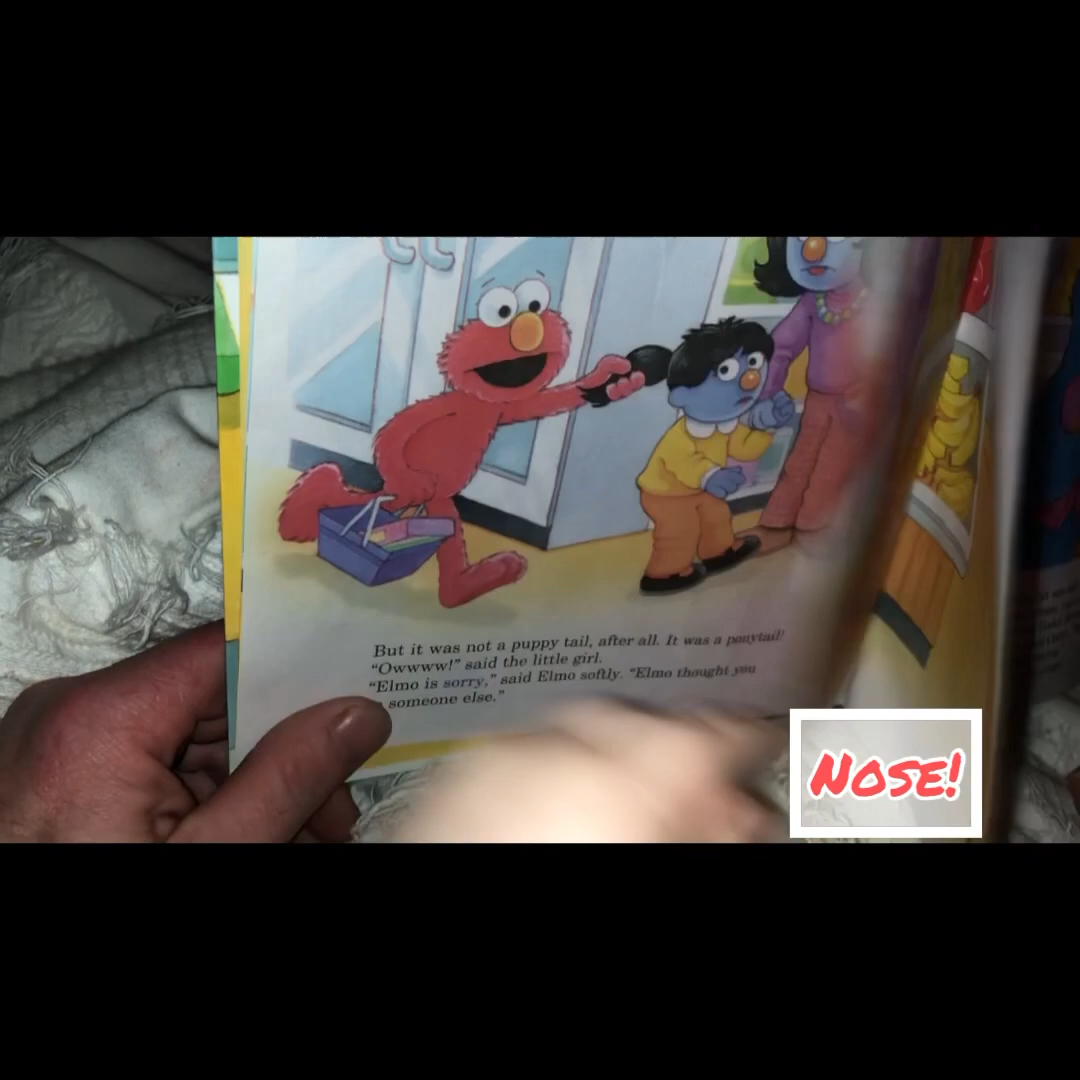 But it was not a puppy tail, after all. It was a ponytail!
“Owwww!” said the little girl.
“Elmo is sorry,” said Elmo softly. “Elmo thought you
someone else.”
NOSE!